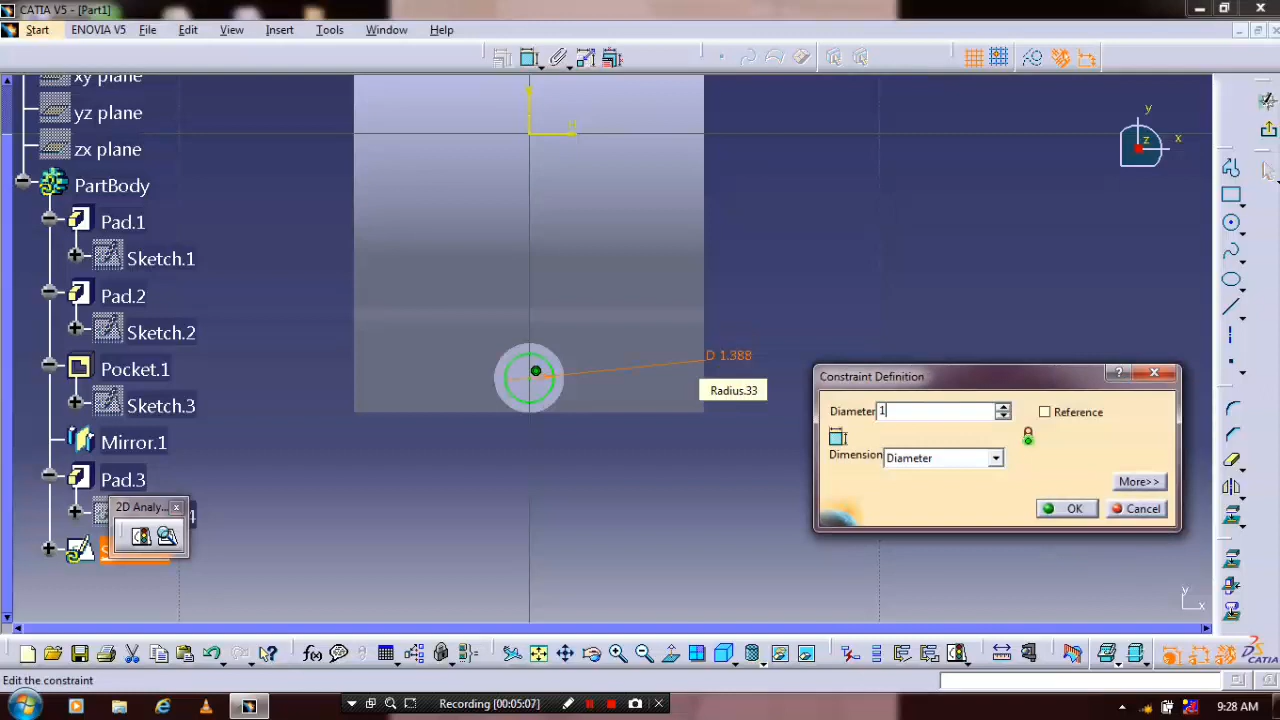 CATIA V5 - [Part1]
Start ENOVIA V5 File Edit View Insert Tools Window Help
xy plane
yz plane
zx plane
PartBody
Pad.1
Sketch.1
Pad.2
Sketch.2
Pocket.1
Sketch.3
Mirror.1
Pad.3
4
2D Analy...
S
H
y
x
z
D 1.388
Radius.33
Constraint Definition
Diameter 1
Reference
Dimension Diameter
More>>
OK Cancel
y
x
CATIA
Edit the constraint
Recording [00:05:07]
9:28 AM